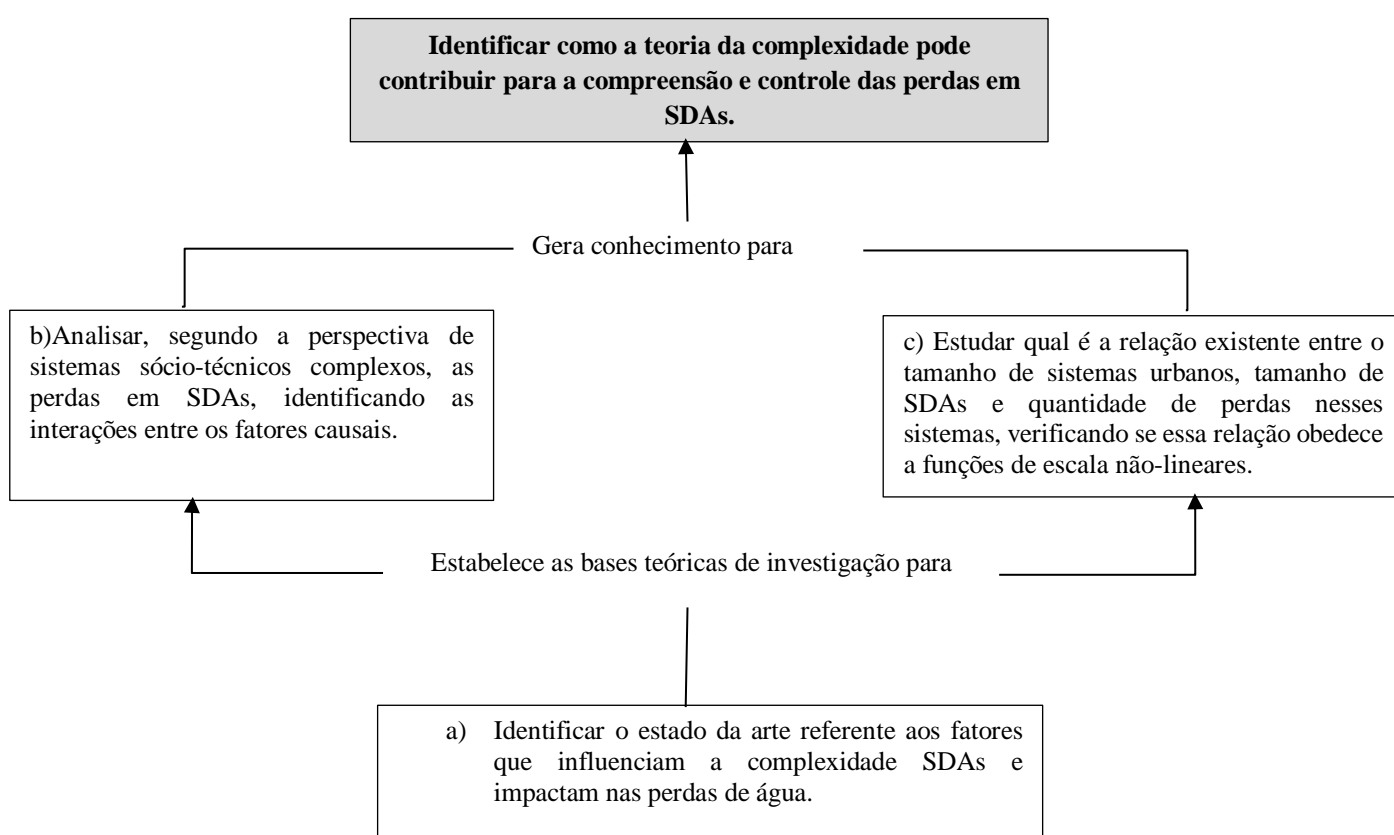 Identificar como a teoria da complexidade pode
contribuir para a compreensão e controle das perdas em
SDAs.
Gera conhecimento para
b)Analisar, segundo a perspectiva de
sistemas sócio-técnicos complexos, as
perdas em SDAs, identificando as
interações entre os fatores causais.
c) Estudar qual é a relação existente entre o
tamanho de sistemas urbanos, tamanho de
SDAs e quantidade de perdas nesses
sistemas, verificando se essa relação obedece
a funções de escala não-lineares.
Estabelece as bases teóricas de investigação para
a) Identificar o estado da arte referente aos fatores
que influenciam a complexidade SDAs e
impactam nas perdas de água.